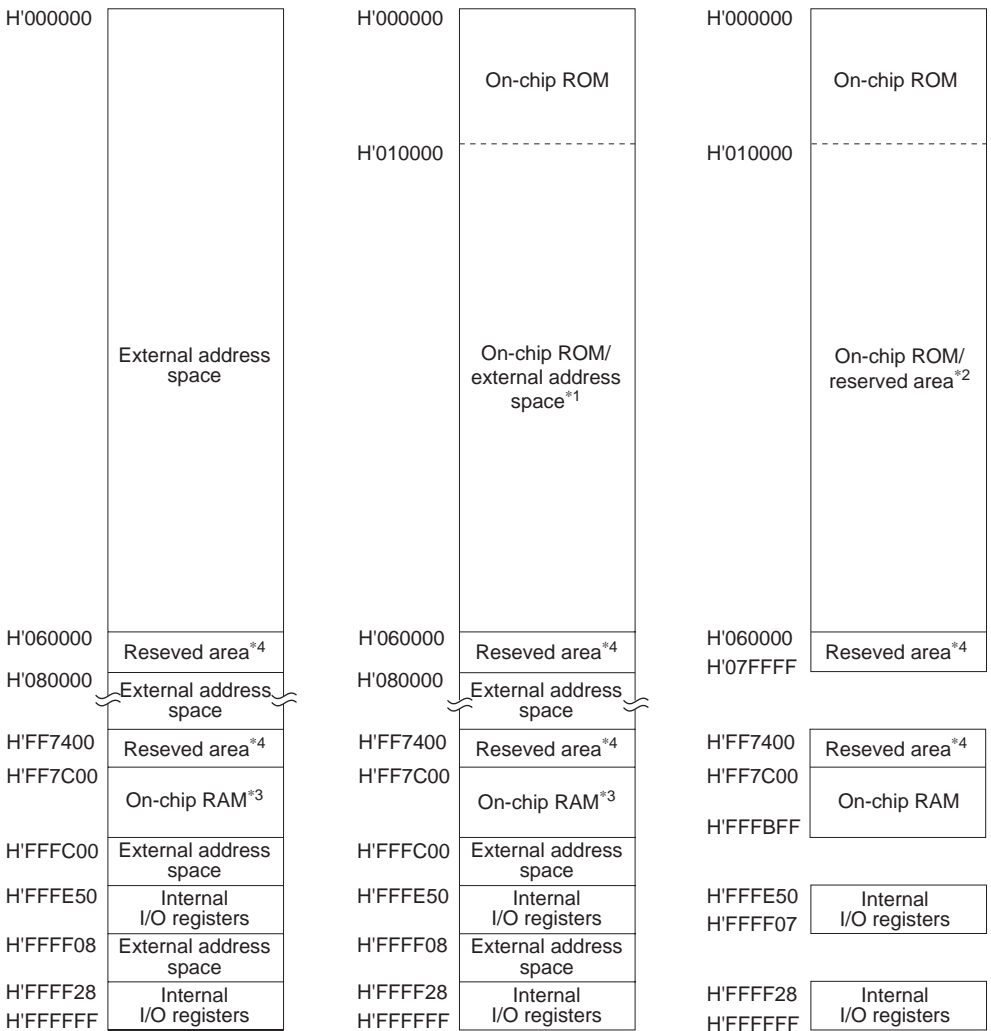 H'000000
External address
space
H'060000
Reseved area*4
H'080000
External address
space
H'FF7400
Reseved area*4
H'FF7C00
On-chip RAM*3
H'FFFC00
External address
space
H'FFFE50
Internal
I/O registers
H'FFFF08
External address
space
H'FFFF28
Internal
I/O registers
H'FFFFFF
H'000000
On-chip ROM
H'010000
On-chip ROM/
external address
space*1
H'060000
Reseved area*4
H'080000
External address
space
H'FF7400
Reseved area*4
H'FF7C00
On-chip RAM*3
H'FFFC00
External address
space
H'FFFE50
Internal
I/O registers
H'FFFF08
External address
space
H'FFFF28
Internal
I/O registers
H'FFFFFF
H'000000
On-chip ROM
H'010000
On-chip ROM/
reserved area*2
H'060000
Reseved area*4
H'07FFFF
H'FF7400
Reseved area*4
H'FF7C00
On-chip RAM
H'FFFBFF
H'FFFE50
Internal
I/O registers
H'FFFF07
H'FFFF28
Internal
I/O registers
H'FFFFFF